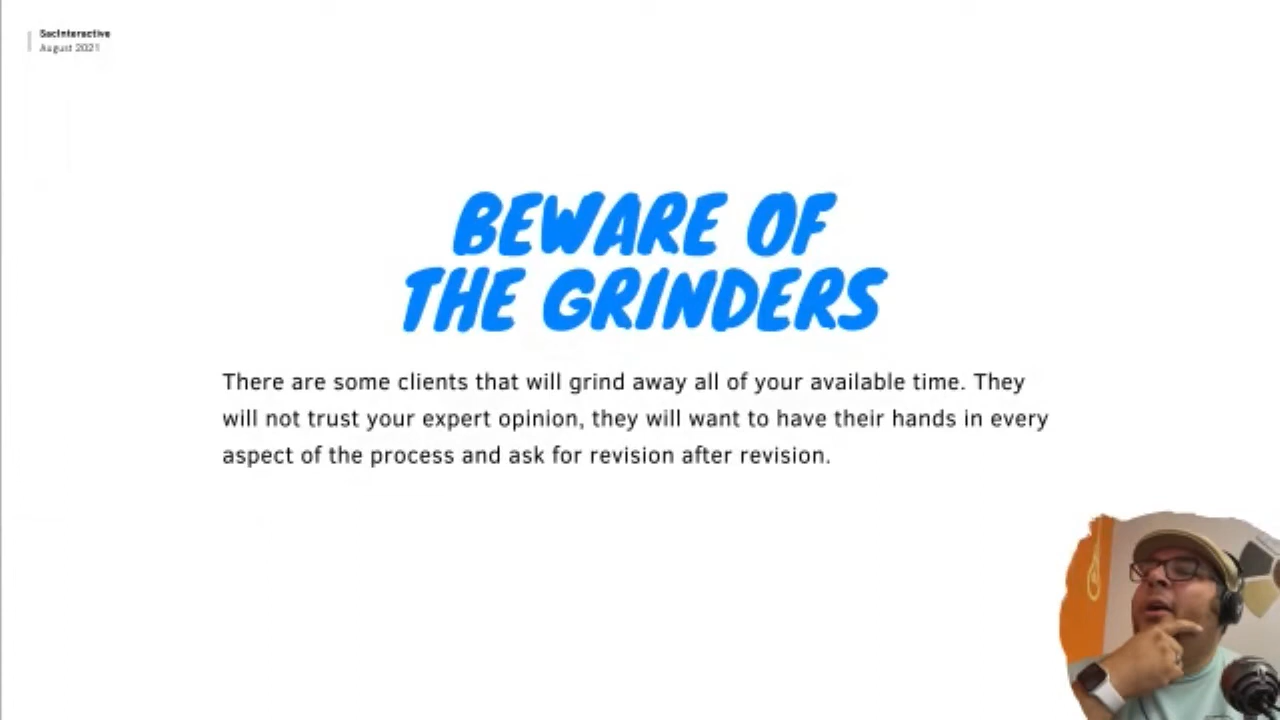 SacInteractive
August 2021
BEWARE OF
THE GRINDERS
There are some clients that will grind away all of your available time. They
will not trust your expert opinion, they will want to have their hands in every
aspect of the process and ask for revision after revision.